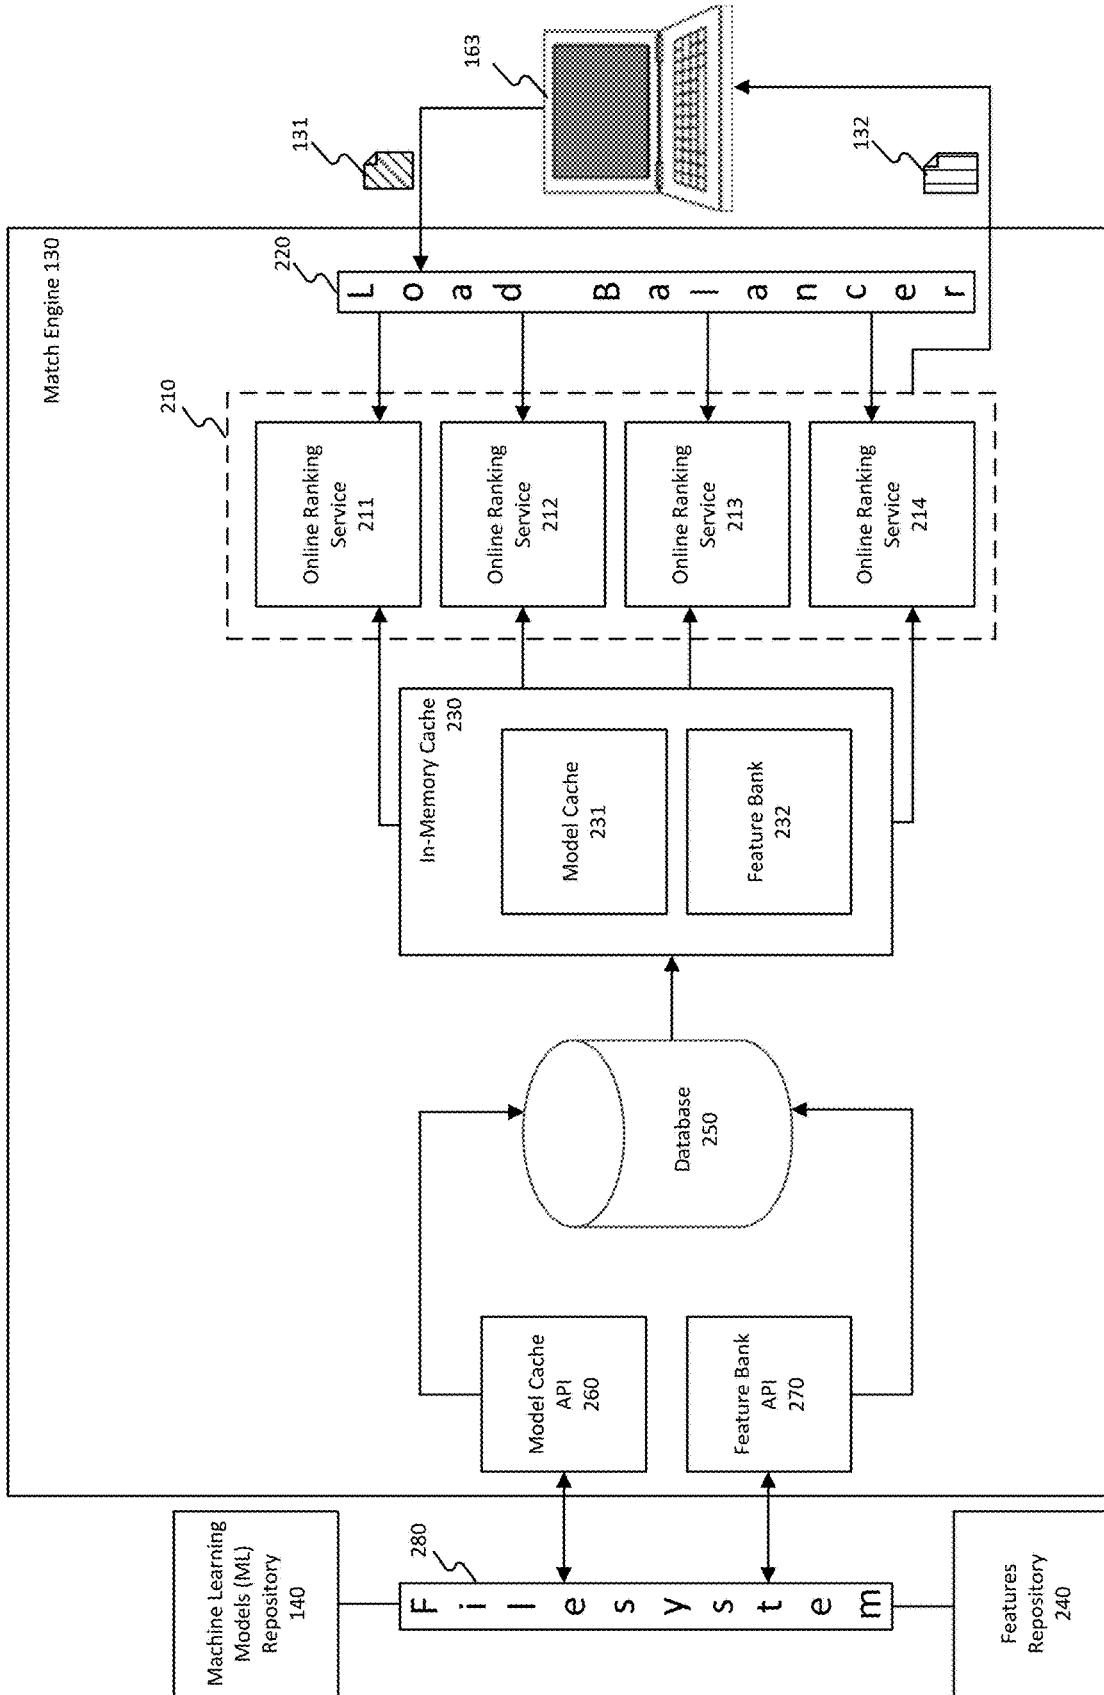 Machine Learning
Models (ML)
Repository
140
280
Filesystem
Features
Repository
240
Match Engine 130
Model Cache
API
260
Feature Bank
API
270
Database
250
In-Memory Cache
230
Model Cache
231
Feature Bank
232
210
Online Ranking
Service
211
Online Ranking
Service
212
Online Ranking
Service
213
Online Ranking
Service
214
220
Load Balancer
131
163
132